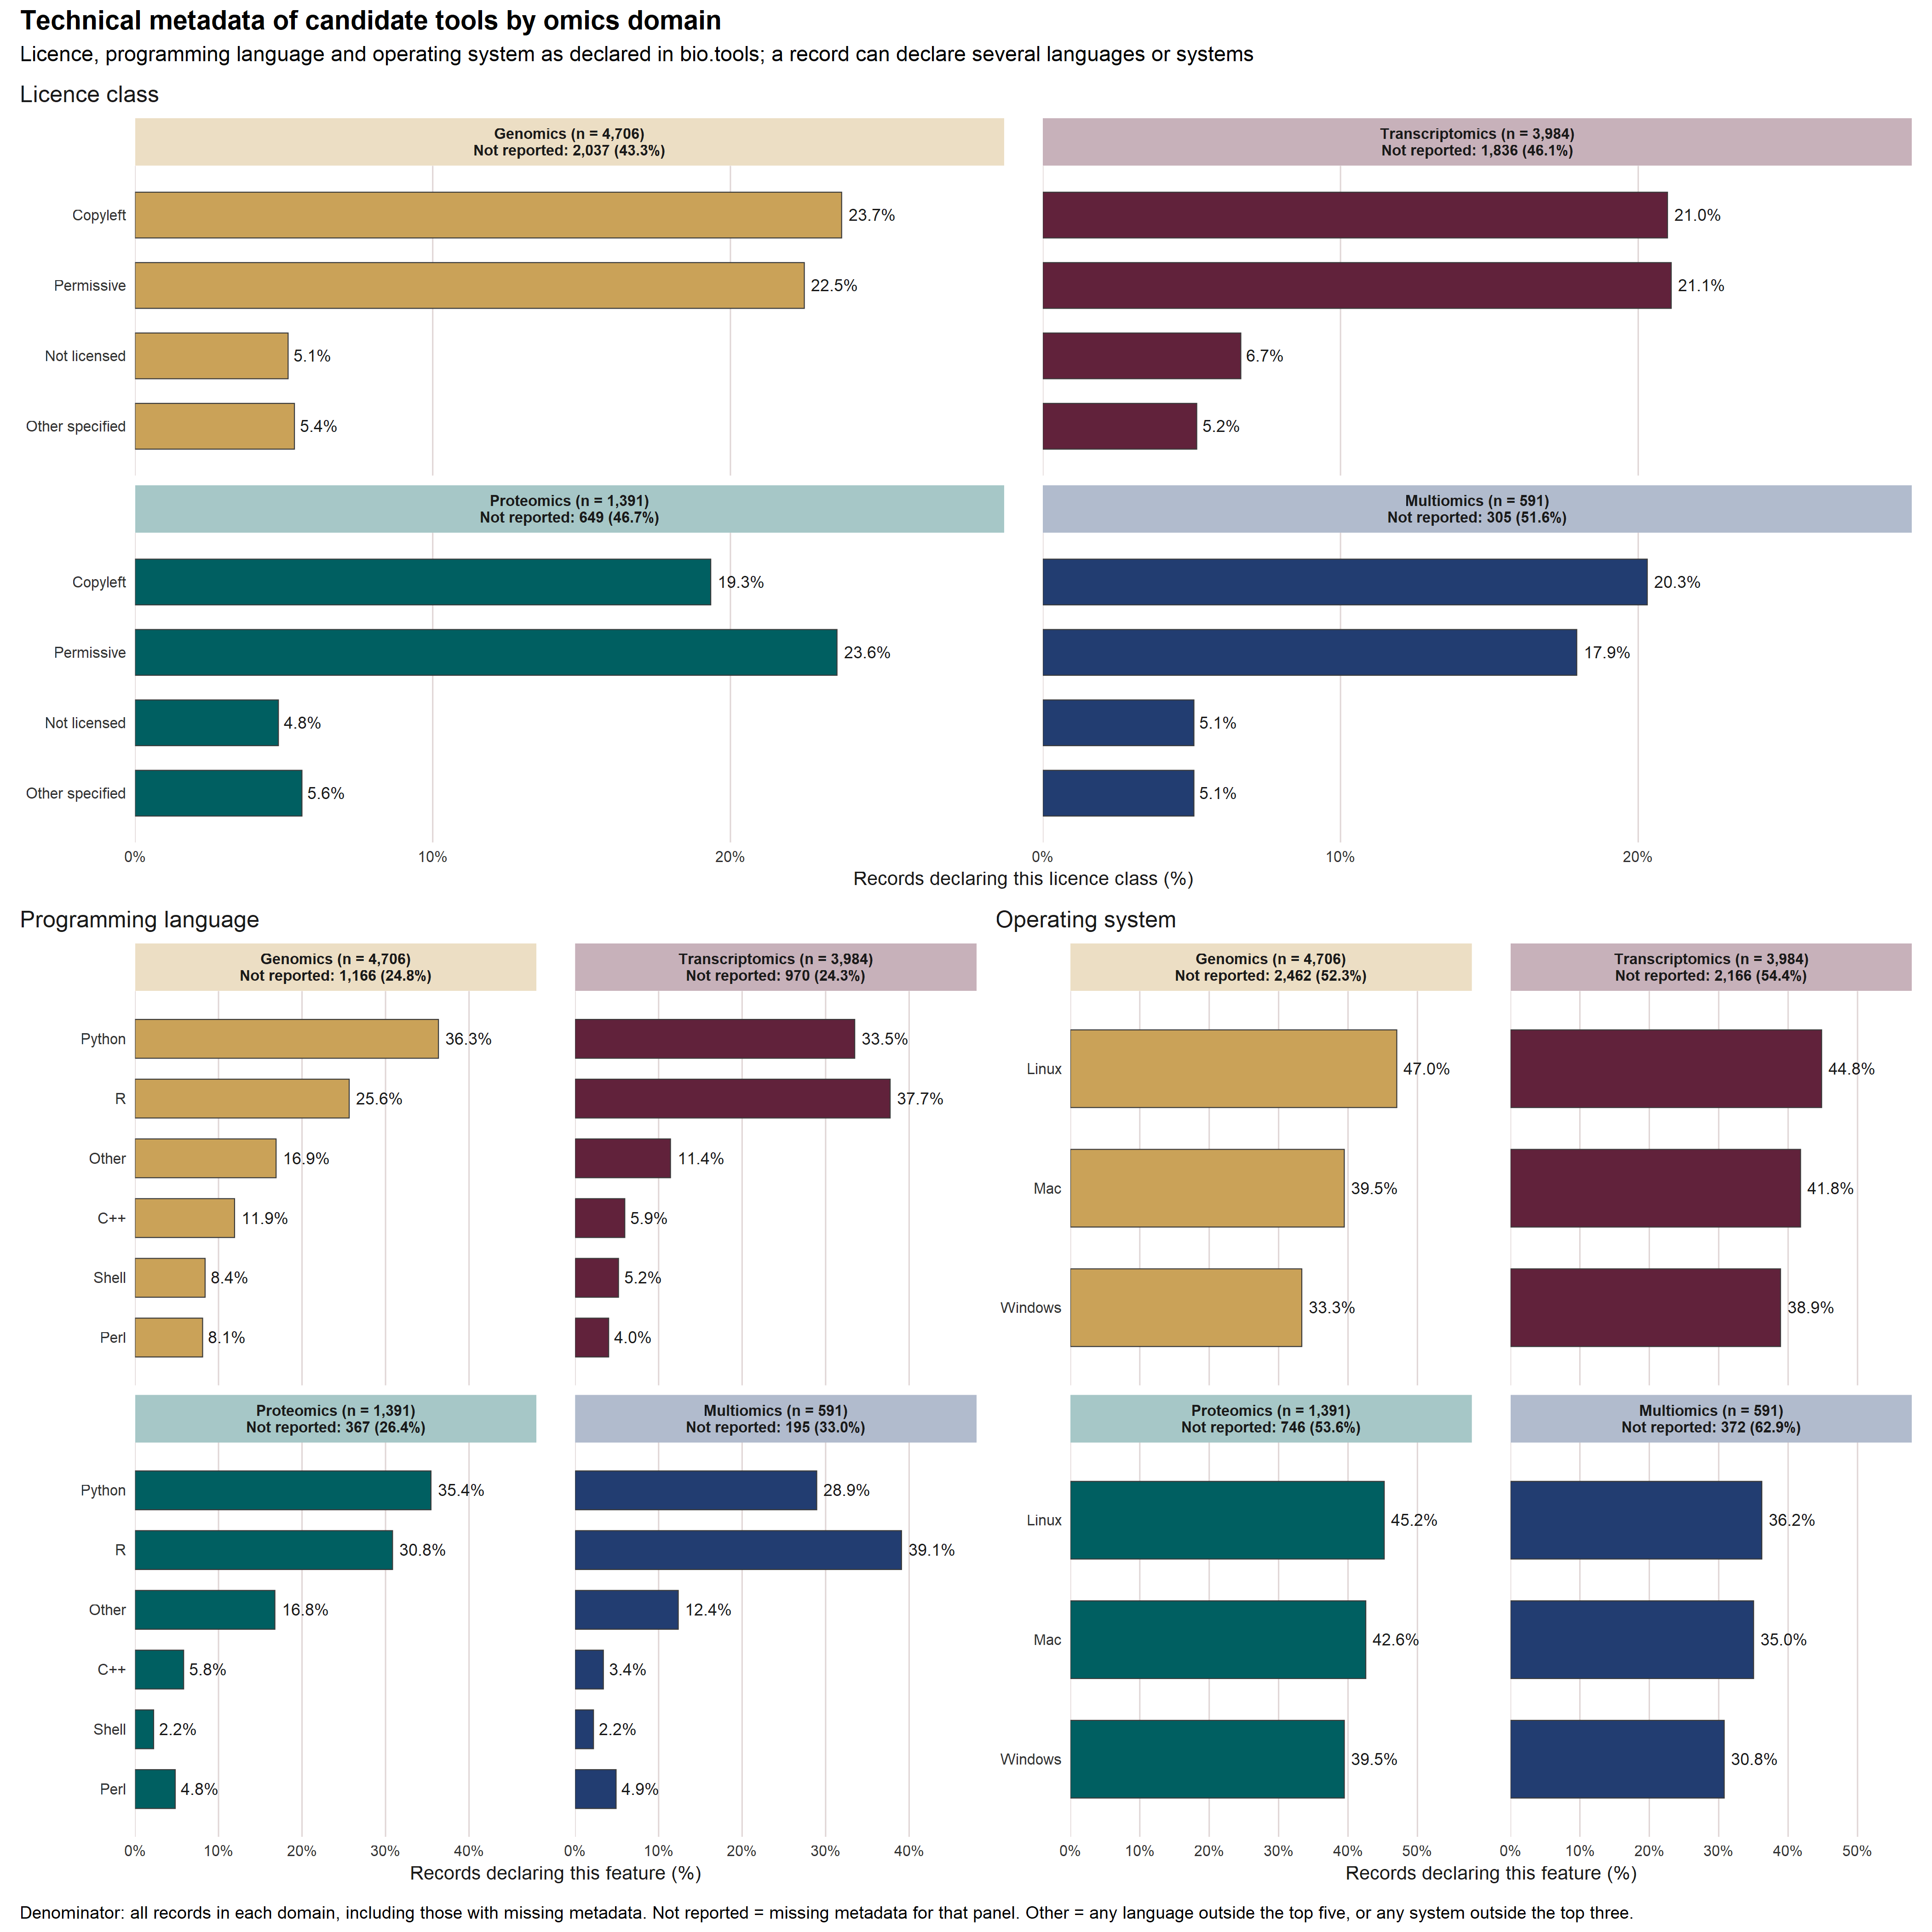 Technical metadata of candidate tools by omics domain
Licence, programming language and operating system as declared in bio.tools; a record can declare several languages or systems
Licence class
Genomics (n = 4,706)
Not reported: 2,037 (43.3%)
Copyleft
23.7%
Permissive
22.5%
Not licensed
5.1%
Other specified
5.4%
Transcriptomics (n = 3,984)
Not reported: 1,836 (46.1%)
21.0%
21.1%
6.7%
5.2%
Proteomics (n = 1,391)
Not reported: 649 (46.7%)
Copyleft
19.3%
Permissive
23.6%
Not licensed
4.8%
Other specified
5.6%
0% 10% 20%
Multiomics (n = 591)
Not reported: 305 (51.6%)
20.3%
17.9%
5.1%
5.1%
0% 10% 20%
Records declaring this licence class (%)
Programming language
Genomics (n = 4,706)
Not reported: 1,166 (24.8%)
Python
36.3%
R
25.6%
Other
16.9%
C++
11.9%
Shell
8.4%
Perl
8.1%
Transcriptomics (n = 3,984)
Not reported: 970 (24.3%)
33.5%
37.7%
11.4%
5.9%
5.2%
4.0%
Proteomics (n = 1,391)
Not reported: 367 (26.4%)
Python
35.4%
R
30.8%
Other
16.8%
C++
5.8%
Shell
2.2%
Perl
4.8%
0% 10% 20% 30% 40%
Multiomics (n = 591)
Not reported: 195 (33.0%)
28.9%
39.1%
12.4%
3.4%
2.2%
4.9%
0% 10% 20% 30% 40%
Records declaring this feature (%)
Operating system
Genomics (n = 4,706)
Not reported: 2,462 (52.3%)
Linux
47.0%
Mac
39.5%
Windows
33.3%
Transcriptomics (n = 3,984)
Not reported: 2,166 (54.4%)
44.8%
41.8%
38.9%
Proteomics (n = 1,391)
Not reported: 746 (53.6%)
Linux
45.2%
Mac
42.6%
Windows
39.5%
0% 10% 20% 30% 40% 50%
Multiomics (n = 591)
Not reported: 372 (62.9%)
36.2%
35.0%
30.8%
0% 10% 20% 30% 40% 50%
Records declaring this feature (%)
Denominator: all records in each domain, including those with missing metadata. Not reported = missing metadata for that panel. Other = any language outside the top five, or any system outside the top three.